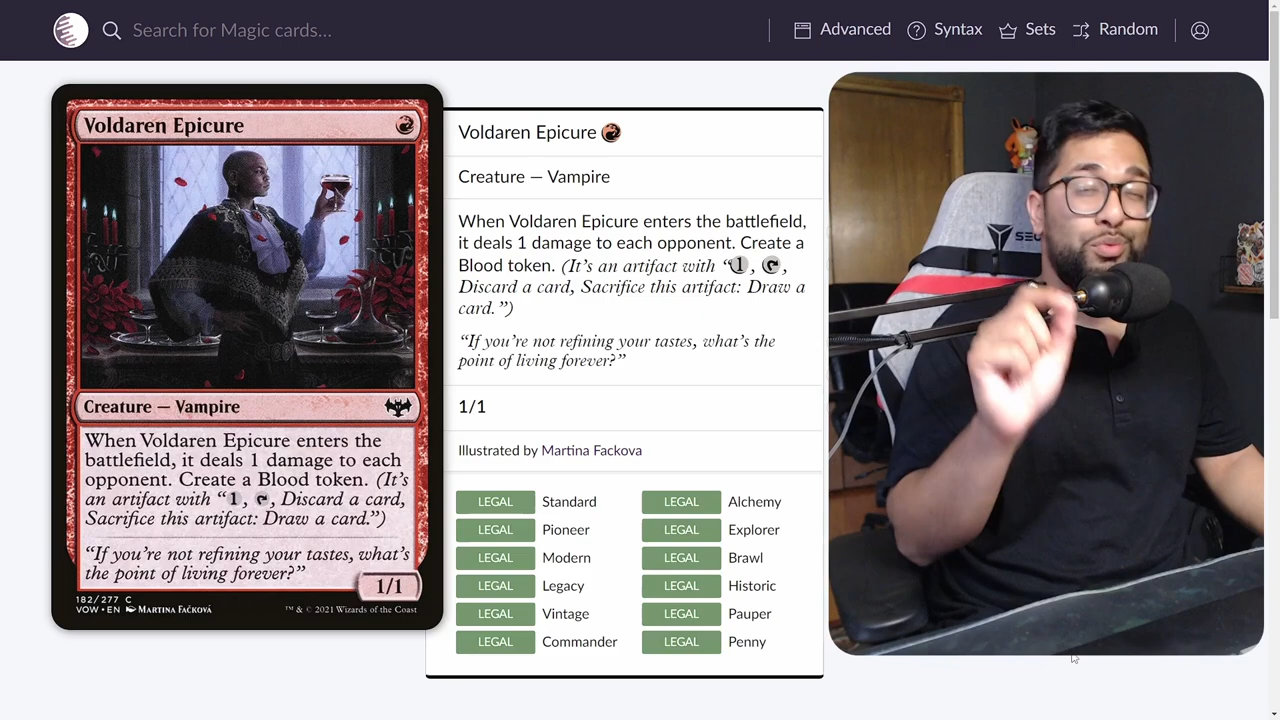 Search for Magic cards…
Advanced
Syntax
Sets
Random
Voldaren Epicure
Creature — Vampire
When Voldaren Epicure enters the
battlefield, it deals 1 damage to each
opponent. Create a Blood token. (It's
an artifact with “1, , Discard a card,
Sacrifice this artifact: Draw a card.”)
“If you're not refining your tastes, what's
the point of living forever?”
1/1
182/277 C
VOW • EN Martina Fačková
™ & © 2021 Wizards of the Coast
Voldaren Epicure
Creature — Vampire
When Voldaren Epicure enters the battlefield,
it deals 1 damage to each opponent. Create a
Blood token. (It's an artifact with “1, ,
Discard a card, Sacrifice this artifact: Draw a
card.”)
“If you're not refining your tastes, what's the
point of living forever?”
1/1
Illustrated by Martina Fackova
LEGAL Standard LEGAL Alchemy
LEGAL Pioneer LEGAL Explorer
LEGAL Modern LEGAL Brawl
LEGAL Legacy LEGAL Historic
LEGAL Vintage LEGAL Pauper
LEGAL Commander LEGAL Penny